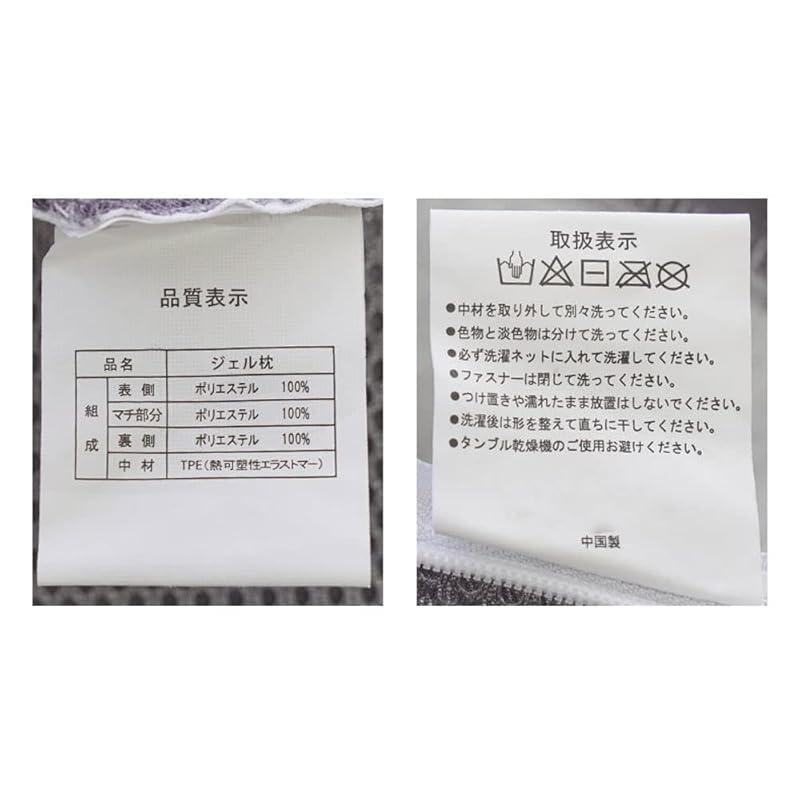 品質表示
品名 ジェル枕
組成
表側 ポリエステル 100%
マチ部分 ポリエステル 100%
裏側 ポリエステル 100%
中材 TPE(熱可塑性エラストマー)
取扱表示
●中材を取り外して別々洗ってください。
●色物と淡色物は分けて洗ってください。
●必ず洗濯ネットに入れて洗濯してください。
●ファスナーは閉じて洗ってください。
●つけ置きや濡れたまま放置はしないでください。
●洗濯後は形を整えて直ちに干してください。
●タンブル乾燥機のご使用お避けください。
中国製